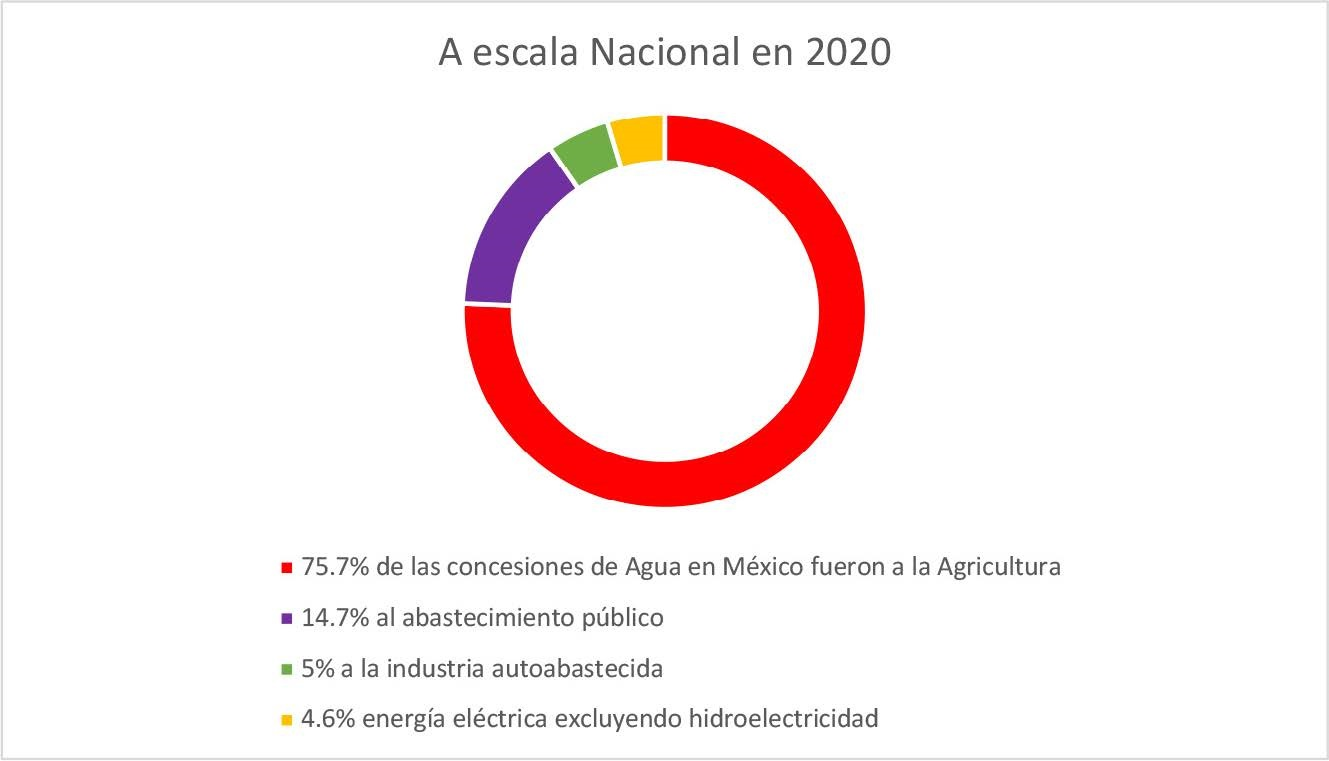 A escala Nacional en 2020
75.7% de las concesiones de Agua en México fueron a la Agricultura
14.7% al abastecimiento público
5% a la industria autoabastecida
4.6% energía eléctrica excluyendo hidroelectricidad